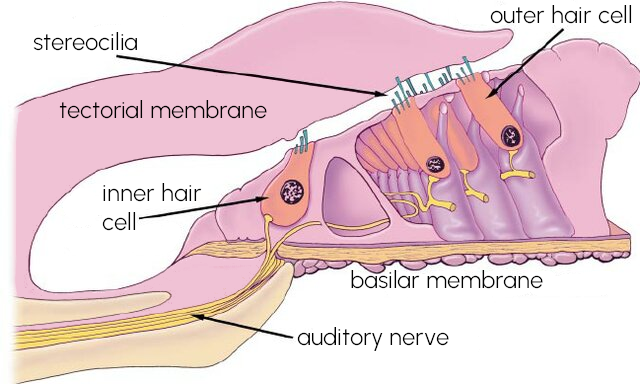 outer hair cell
stereocilia
tectorial membrane
inner hair
cell
basilar membrane
auditory nerve